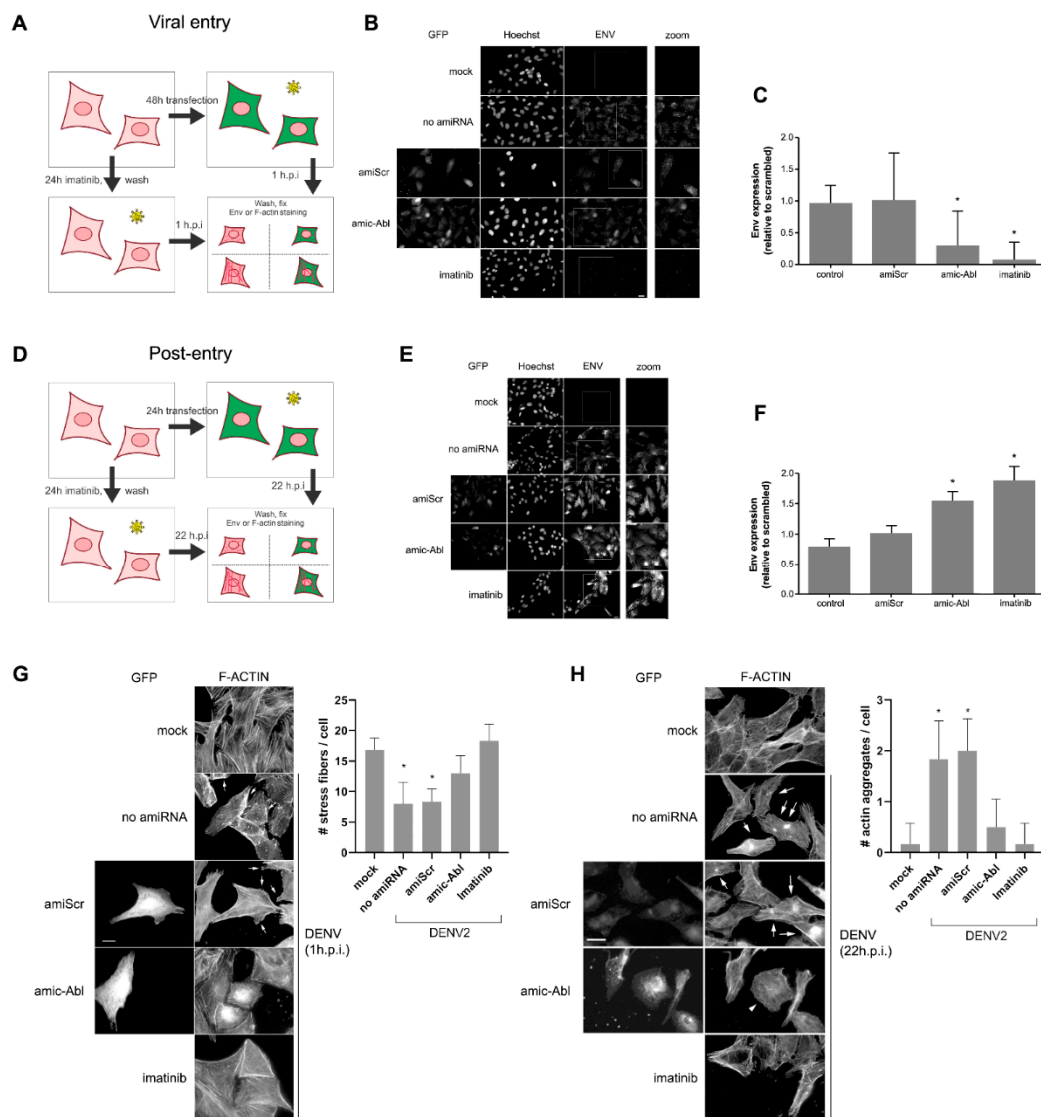 A
Viral entry
48h transfection
24h imatinib, wash
1 h.p.i
1 h.p.i
Wash, fix
Env or F-actin staining
B
GFP
Hoechst
ENV
zoom
mock
no amiRNA
amiScr
amic-Abl
imatinib
C
Env expression
(relative to scrambled)
2.0
1.5
1.0
0.5
0.0
*
*
control
amiScr
amic-Abl
imatinib
D
Post-entry
24h transfection
24h imatinib, wash
22 h.p.i
22 h.p.i
Wash, fix
Env or F-actin staining
E
GFP
Hoechst
ENV
zoom
mock
no amiRNA
amiScr
amic-Abl
imatinib
F
Env expression
(relative to scrambled)
2.0
1.5
1.0
0.5
0.0
*
*
control
amiScr
amic-Abl
imatinib
G
GFP
F-ACTIN
mock
no amiRNA
amiScr
amic-Abl
imatinib
DENV
(1h.p.i.)
# stress fibers / cell
25
20
15
10
5
0
*
*
mock
no amiRNA
amiScr
amic-Abl
Imatinib
DENV2
H
GFP
F-ACTIN
mock
no amiRNA
amiScr
amic-Abl
imatinib
DENV
(22h.p.i.)
# actin aggregates / cell
3
2
1
0
*
*
mock
no amiRNA
amiScr
amic-Abl
Imatinib
DENV2